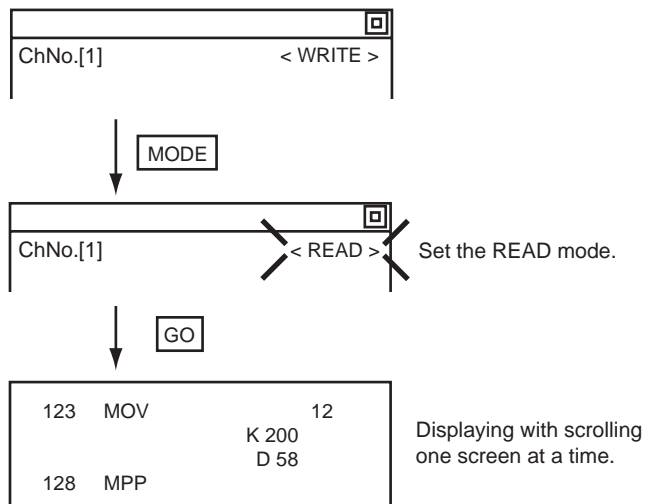 ChNo.[1] < WRITE >
MODE
ChNo.[1] < READ > Set the READ mode.
GO
123 MOV 12
K 200
D 58
128 MPP
Displaying with scrolling
one screen at a time.